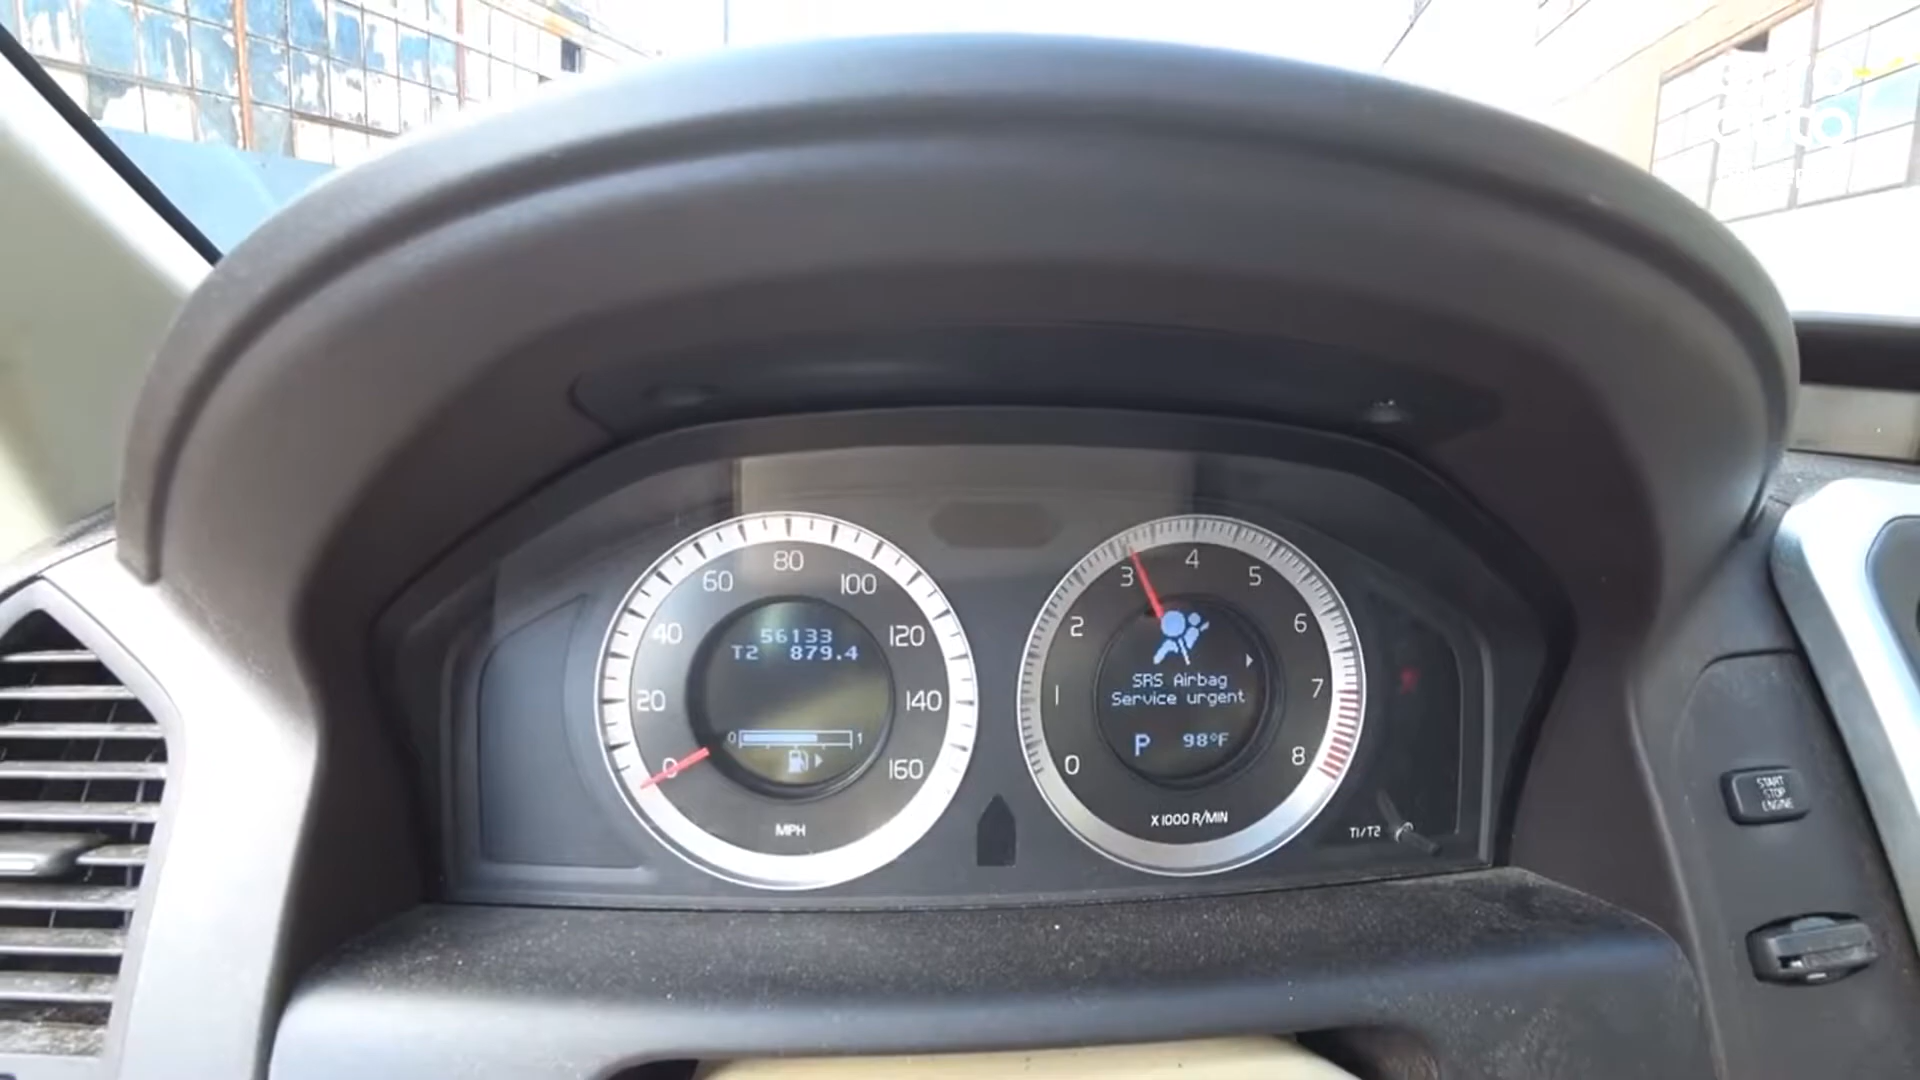 80
60
100
40
120
20
140
0
160
56133
T2 879.4
0 1
MPH
4
3
5
2
6
1
7
0
8
SRS Airbag
Service urgent
P 98°F
X 1000 R/MIN
T1/T2
START
STOP
ENGINE